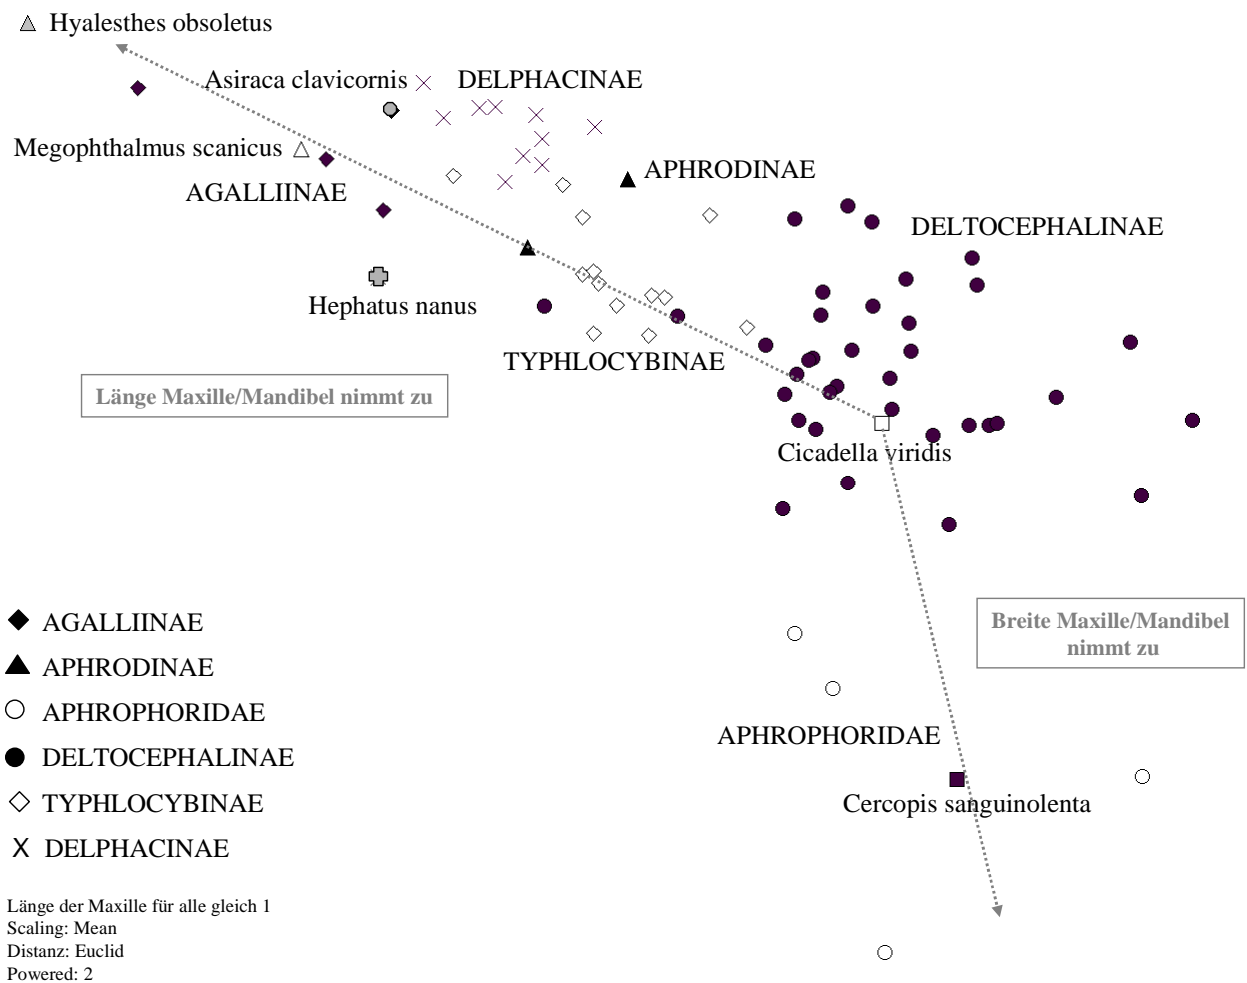 Hyalesthes obsoletus
Asiraca clavicornis
DELPHACINAE
Megophthalmus scanicus
APHRODINAE
AGALLIINAE
DELTOCEPHALINAE
Hephatus nanus
TYPHLOCYBINAE
Länge Maxille/Mandibel nimmt zu
Cicadella viridis
Breite Maxille/Mandibel
nimmt zu
APHROPHORIDAE
Cercopis sanguinolenta
AGALLIINAE
APHRODINAE
APHROPHORIDAE
DELTOCEPHALINAE
TYPHLOCYBINAE
X DELPHACINAE
Länge der Maxille für alle gleich 1
Scaling: Mean
Distanz: Euclid
Powered: 2